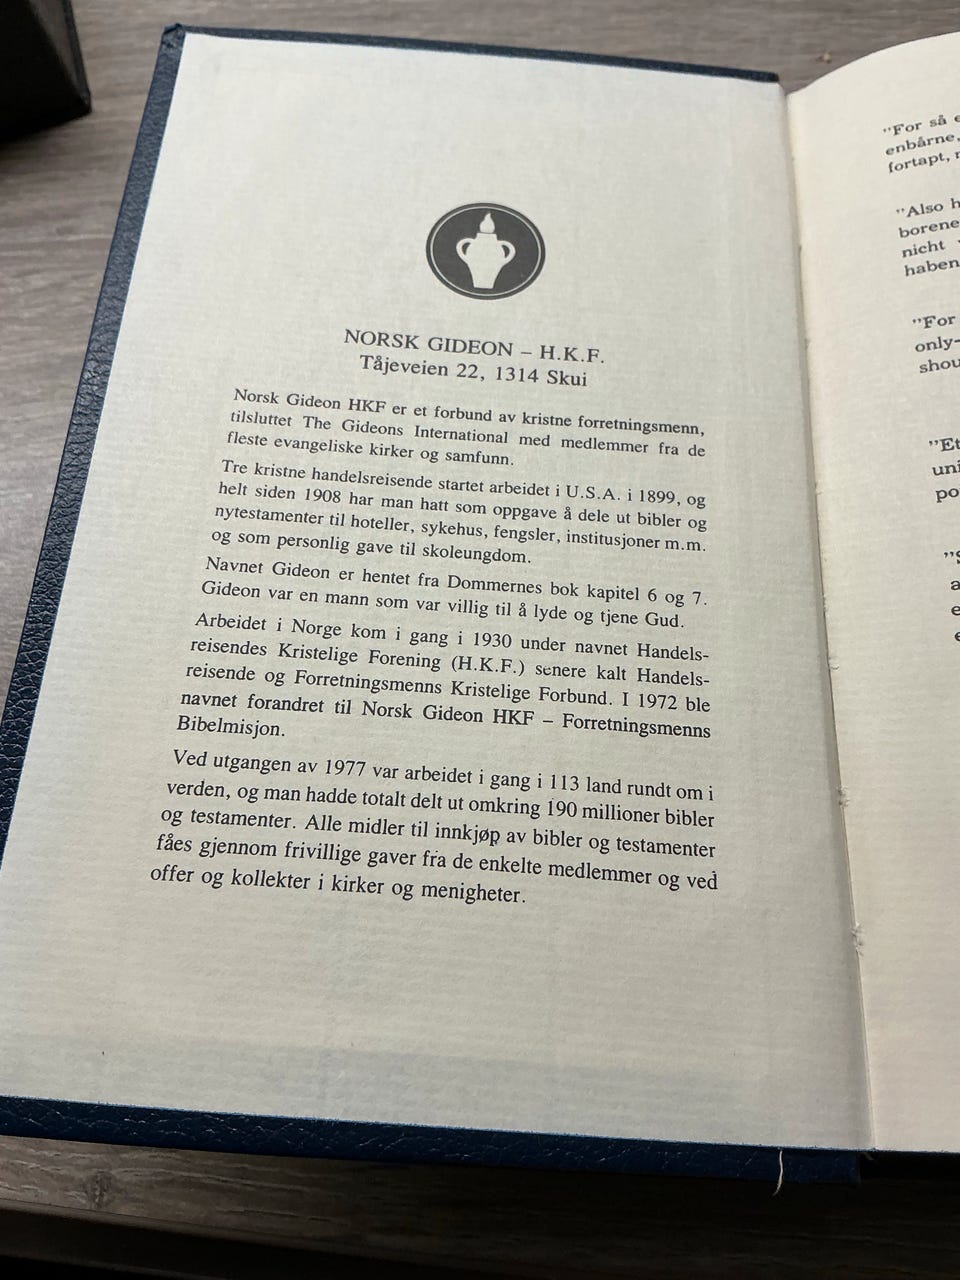 NORSK GIDEON – H.K.F.
Tåjeveien 22, 1314 Skui
Norsk Gideon HKF er et forbund av kristne forretningsmenn,
tilsluttet The Gideons International med medlemmer fra de
fleste evangeliske kirker og samfunn.
Tre kristne handelsreisende startet arbeidet i U.S.A. i 1899, og
helt siden 1908 har man hatt som oppgave å dele ut bibler og
nytestamenter til hoteller, sykehus, fengsler, institusjoner m.m.
og som personlig gave til skoleungdom.
Navnet Gideon er hentet fra Dommernes bok kapitel 6 og 7.
Gideon var en mann som var villig til å lyde og tjene Gud.
Arbeidet i Norge kom i gang i 1930 under navnet Handels-
reisendes Kristelige Forening (H.K.F.) senere kalt Handels-
reisende og Forretningsmenns Kristelige Forbund. I 1972 ble
navnet forandret til Norsk Gideon HKF – Forretningsmenns
Bibelmisjon.
Ved utgangen av 1977 var arbeidet i gang i 113 land rundt om i
verden, og man hadde totalt delt ut omkring 190 millioner bibler
og testamenter. Alle midler til innkjøp av bibler og testamenter
fåes gjennom frivillige gaver fra de enkelte medlemmer og ved
offer og kollekter i kirker og menigheter.
"For så
enbårne,
fortapt,
"Also
borene
nicht
haben
"For
only-
shou
"Et
uni
po